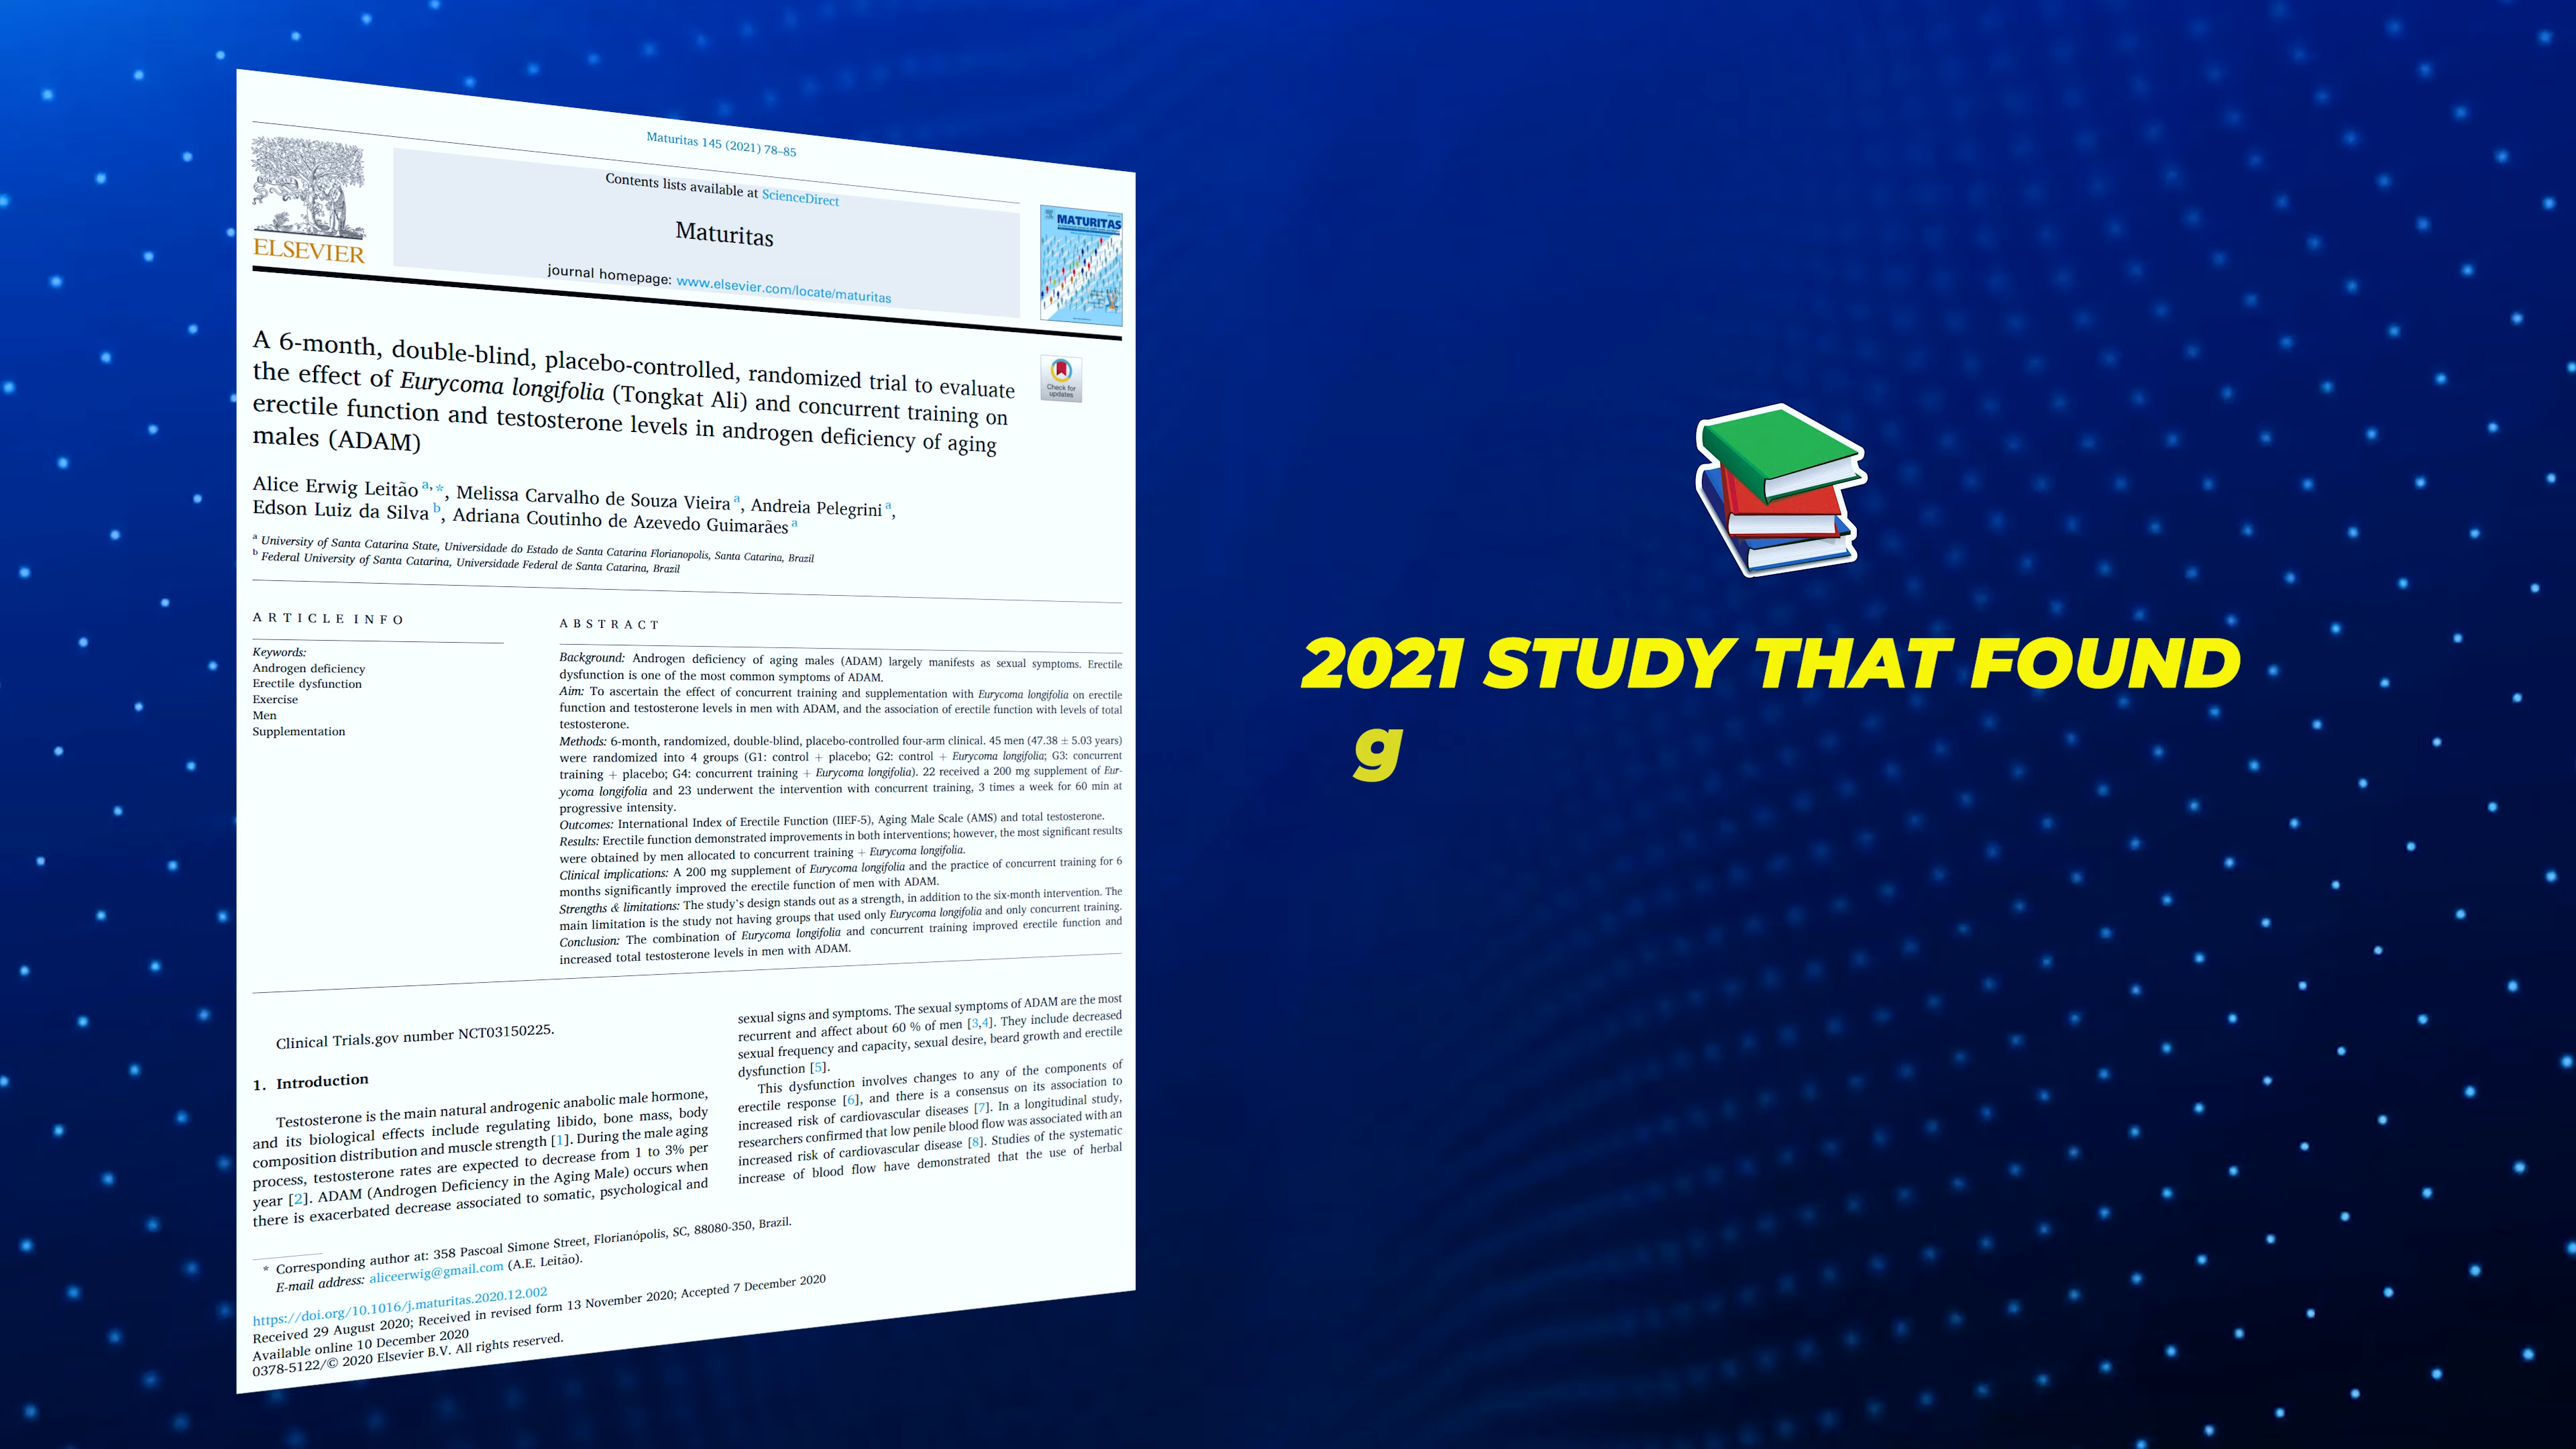 Maturitas 145 (2021) 78–85
Contents lists available at ScienceDirect
Maturitas
journal homepage: www.elsevier.com/locate/maturitas
ELSEVIER
MATURITAS
Check for
updates
A 6-month, double-blind, placebo-controlled, randomized trial to evaluate
the effect of Eurycoma longifolia (Tongkat Ali) and concurrent training on
erectile function and testosterone levels in androgen deficiency of aging
males (ADAM)
Alice Erwig Leitão a,*, Melissa Carvalho de Souza Vieira a, Andreia Pelegrini a,
Edson Luiz da Silva b, Adriana Coutinho de Azevedo Guimarães a
a University of Santa Catarina State, Universidade do Estado de Santa Catarina Florianopolis, Santa Catarina, Brazil
b Federal University of Santa Catarina, Universidade Federal de Santa Catarina, Brazil
ARTICLE INFO
Keywords:
Androgen deficiency
Erectile dysfunction
Exercise
Men
Supplementation
ABSTRACT
Background: Androgen deficiency of aging males (ADAM) largely manifests as sexual symptoms. Erectile
dysfunction is one of the most common symptoms of ADAM.
Aim: To ascertain the effect of concurrent training and supplementation with Eurycoma longifolia on erectile
function and testosterone levels in men with ADAM, and the association of erectile function with levels of total
testosterone.
Methods: 6-month, randomized, double-blind, placebo-controlled four-arm clinical. 45 men (47.38 ± 5.03 years)
were randomized into 4 groups (G1: control + placebo; G2: control + Eurycoma longifolia; G3: concurrent
training + placebo; G4: concurrent training + Eurycoma longifolia). 22 received a 200 mg supplement of Eur-
ycoma longifolia and 23 underwent the intervention with concurrent training, 3 times a week for 60 min at
progressive intensity.
Outcomes: International Index of Erectile Function (IIEF-5), Aging Male Scale (AMS) and total testosterone.
Results: Erectile function demonstrated improvements in both interventions; however, the most significant results
were obtained by men allocated to concurrent training + Eurycoma longifolia.
Clinical implications: A 200 mg supplement of Eurycoma longifolia and the practice of concurrent training for 6
months significantly improved the erectile function of men with ADAM.
Strengths & limitations: The study's design stands out as a strength, in addition to the six-month intervention. The
main limitation is the study not having groups that used only Eurycoma longifolia and only concurrent training.
Conclusion: The combination of Eurycoma longifolia and concurrent training improved erectile function and
increased total testosterone levels in men with ADAM.
Clinical Trials.gov number NCT03150225.
1. Introduction
Testosterone is the main natural androgenic anabolic male hormone,
and its biological effects include regulating libido, bone mass, body
composition distribution and muscle strength [1]. During the male aging
process, testosterone rates are expected to decrease from 1 to 3% per
year [2]. ADAM (Androgen Deficiency in the Aging Male) occurs when
there is exacerbated decrease associated to somatic, psychological and
sexual signs and symptoms. The sexual symptoms of ADAM are the most
recurrent and affect about 60 % of men [3,4]. They include decreased
sexual frequency and capacity, sexual desire, beard growth and erectile
dysfunction [5].
This dysfunction involves changes to any of the components of
erectile response [6], and there is a consensus on its association to
increased risk of cardiovascular diseases [7]. In a longitudinal study,
researchers confirmed that low penile blood flow was associated with an
increased risk of cardiovascular disease [8]. Studies of the systematic
increase of blood flow have demonstrated that the use of herbal
* Corresponding author at: 358 Pascoal Simone Street, Florianópolis, SC, 88080-350, Brazil.
E-mail address: aliceerwig@gmail.com (A.E. Leitão).
https://doi.org/10.1016/j.maturitas.2020.12.002
Received 29 August 2020; Received in revised form 13 November 2020; Accepted 7 December 2020
Available online 10 December 2020
0378-5122/© 2020 Elsevier B.V. All rights reserved.
2021 STUDY THAT FOUND
g